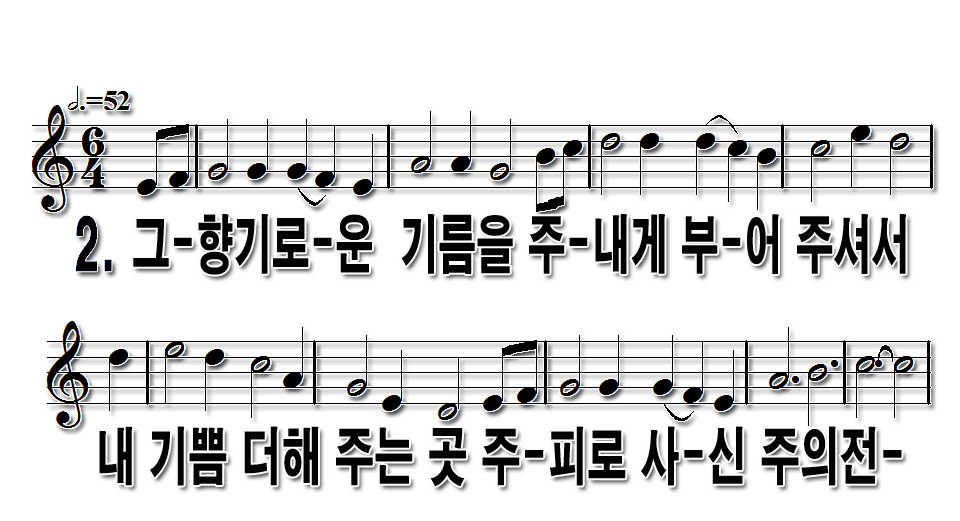 ♩.=52
6
4
2. 그-향기로-운 기름을 주-내게 부-어 주셔서
내 기쁨 더해 주는 곳 주-피로 사-신 주의전-